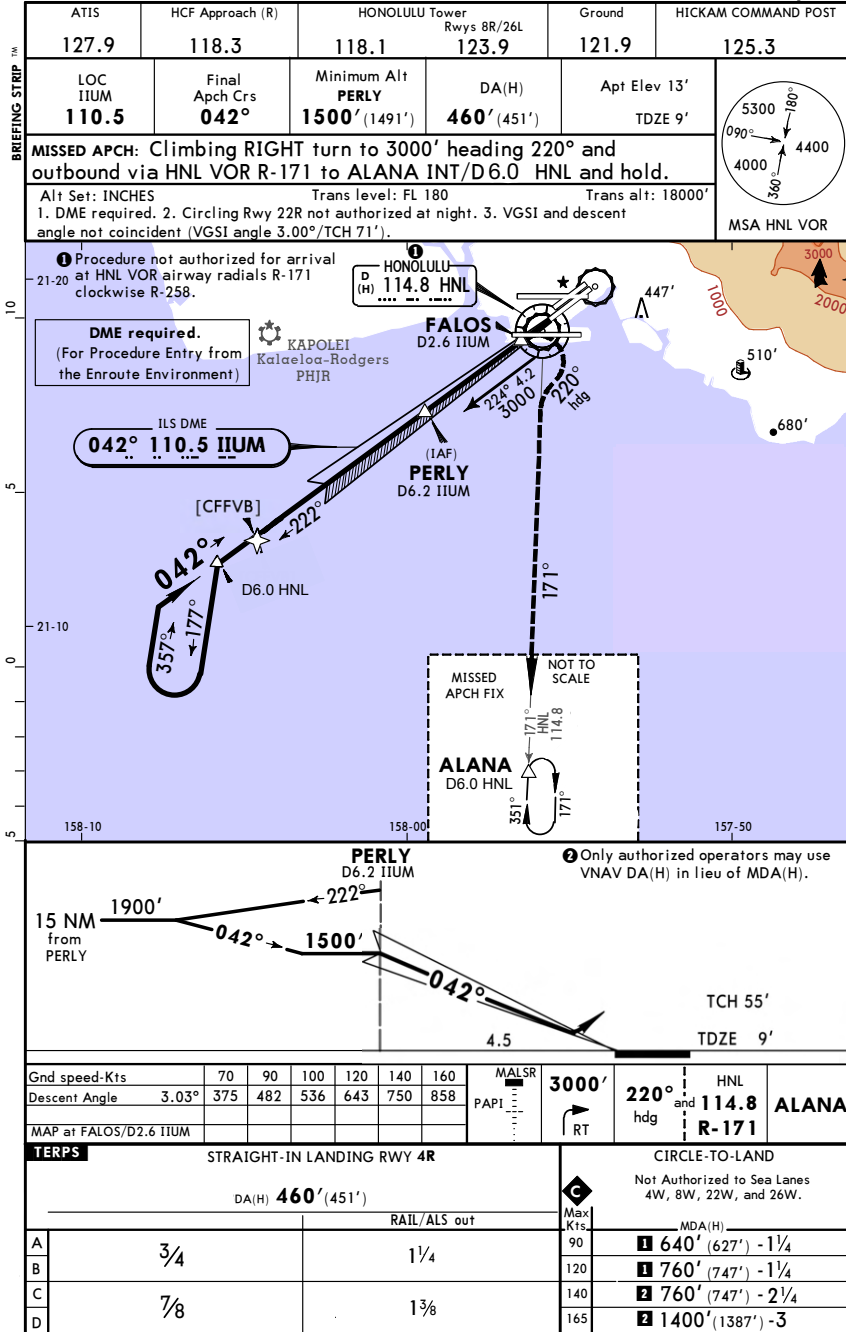 BRIEFING STRIP TM
ATIS
127.9
HCF Approach (R)
118.3
HONOLULU Tower
118.1
Rwys 8R/26L
123.9
Ground
121.9
HICKAM COMMAND POST
125.3
LOC
IIUM
110.5
Final
Apch Crs
042°
Minimum Alt
PERLY
1500' (1491')
DA(H)
460' (451')
Apt Elev 13'
TDZE 9'
MISSED APCH: Climbing RIGHT turn to 3000' heading 220° and
outbound via HNL VOR R-171 to ALANA INT/D6.0 HNL and hold.
Alt Set: INCHES Trans level: FL 180 Trans alt: 18000'
1. DME required. 2. Circling Rwy 22R not authorized at night. 3. VGSI and descent
angle not coincident (VGSI angle 3.00°/TCH 71').
5300
180°
090°
4400
4000
360°
MSA HNL VOR
1 Procedure not authorized for arrival
at HNL VOR airway radials R-171
clockwise R-258.
21-20
10
DME required.
(For Procedure Entry from
the Enroute Environment)
1
HONOLULU
D
(H) 114.8 HNL
KAPOLEI
Kalaeloa-Rodgers
PHJR
FALOS
D2.6 IIUM
447'
510'
680'
1000
2000
3000
224° 4.2
3000
220°
hdg
ILS DME
042° 110.5 IIUM
(IAF)
PERLY
D6.2 IIUM
5
[CFFVB]
222°
042°
D6.0 HNL
357°
177°
171°
21-10
0
MISSED
APCH FIX
NOT TO
SCALE
171°
HNL
114.8
ALANA
D6.0 HNL
351°
171°
5
158-10
158-00
157-50
PERLY
D6.2 IIUM
2 Only authorized operators may use
VNAV DA(H) in lieu of MDA(H).
15 NM
from
PERLY
1900'
222°
042°
1500'
042°
TCH 55'
4.5
TDZE 9'
Gnd speed-Kts 70 90 100 120 140 160
Descent Angle 3.03° 375 482 536 643 750 858
MAP at FALOS/D2.6 IIUM
MALSR
PAPI
3000'
RT
220°
hdg
and
HNL
114.8
R-171
ALANA
TERPS
STRAIGHT-IN LANDING RWY 4R
DA(H) 460' (451')
RAIL/ALS out
A
B
3/4
1 1/4
C
D
7/8
1 3/8
CIRCLE-TO-LAND
Not Authorized to Sea Lanes
4W, 8W, 22W, and 26W.
C
Max
Kts
MDA(H)
90 1 640' (627') -1 1/4
120 1 760' (747') -1 1/4
140 2 760' (747') -2 1/4
165 2 1400' (1387') -3